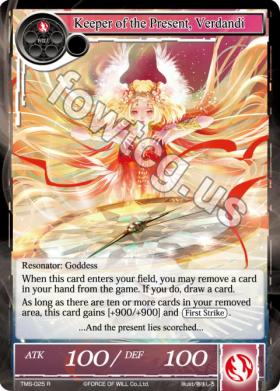 Keeper of the Present, Verdandi
WILL
fowtcg.us
Resonator: Goddess
When this card enters your field, you may remove a card
in your hand from the game. If you do, draw a card.
As long as there are ten or more cards in your removed
area, this card gains [+900/+900] and First Strike.
...And the present lies scorched...
ATK 100/ DEF 100
TMS-025 R ©FORCE OF WILL Co.,Ltd.